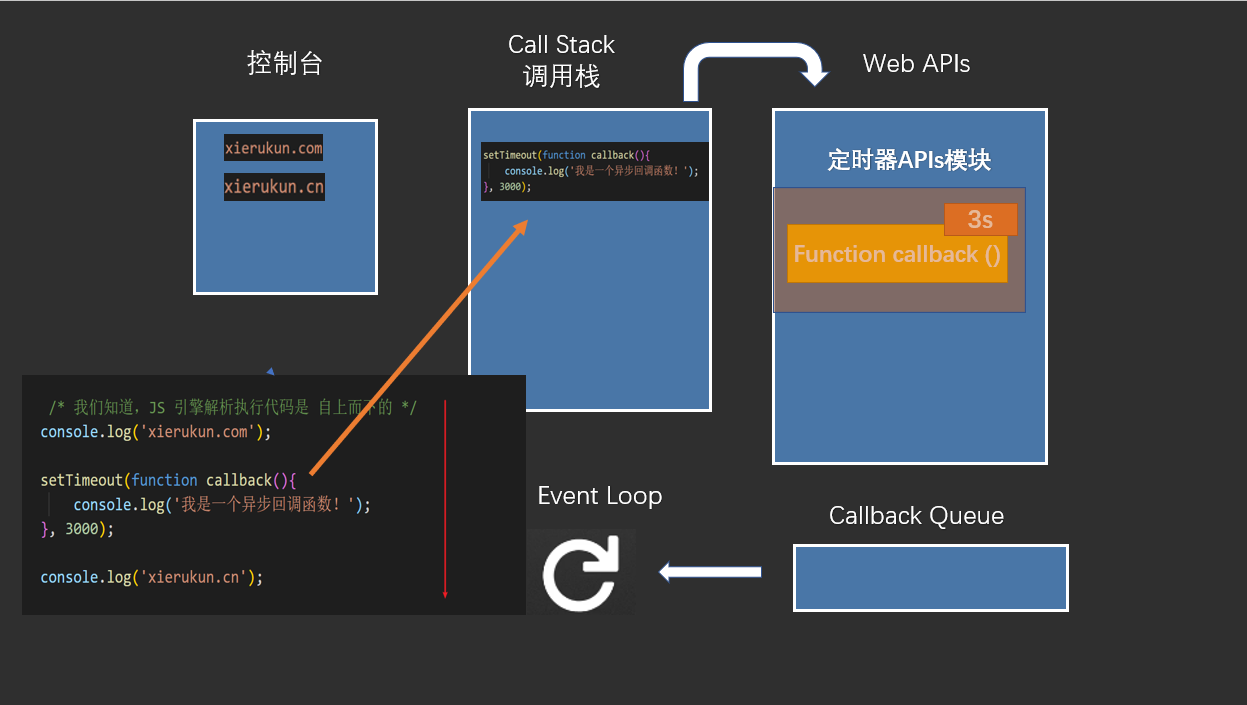 控制台
Call Stack
调用栈
Web APIs
xierukun.com
xierukun.cn
setTimeout(function callback(){
console.log('我是一个异步回调函数！');
}, 3000);
定时器APIs模块
3s
Function callback ()
/* 我们知道，JS 引擎解析执行代码是 自上而下的 */
console.log('xierukun.com');
setTimeout(function callback(){
console.log('我是一个异步回调函数！');
}, 3000);
console.log('xierukun.cn');
Event Loop
Callback Queue